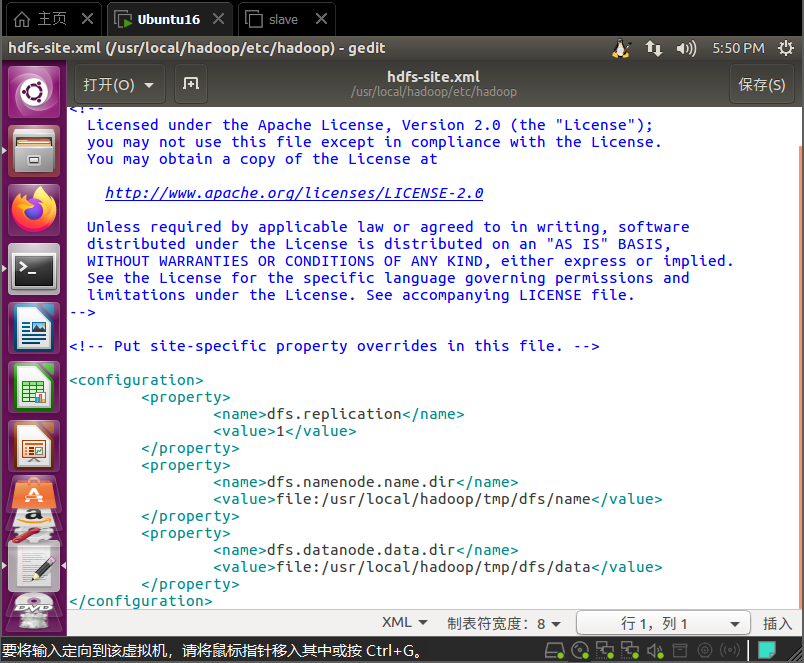 主页
Ubuntu16
slave
hdfs-site.xml (/usr/local/hadoop/etc/hadoop) - gedit
5:50 PM
打开(O)
hdfs-site.xml
/usr/local/hadoop/etc/hadoop
保存(S)
<!--
  Licensed under the Apache License, Version 2.0 (the "License");
  you may not use this file except in compliance with the License.
  You may obtain a copy of the License at
    http://www.apache.org/licenses/LICENSE-2.0
  Unless required by applicable law or agreed to in writing, software
  distributed under the License is distributed on an "AS IS" BASIS,
  WITHOUT WARRANTIES OR CONDITIONS OF ANY KIND, either express or implied.
  See the License for the specific language governing permissions and
  limitations under the License. See accompanying LICENSE file.
-->
<!-- Put site-specific property overrides in this file. -->
<configuration>
        <property>
                <name>dfs.replication</name>
                <value>1</value>
        </property>
        <property>
                <name>dfs.namenode.name.dir</name>
                <value>file:/usr/local/hadoop/tmp/dfs/name</value>
        </property>
        <property>
                <name>dfs.datanode.data.dir</name>
                <value>file:/usr/local/hadoop/tmp/dfs/data</value>
        </property>
</configuration>
A
a
DVD
XML
制表符宽度：8
行 1，列 1
插入
要将输入定向到该虚拟机，请将鼠标指针移入其中或按 Ctrl+G。